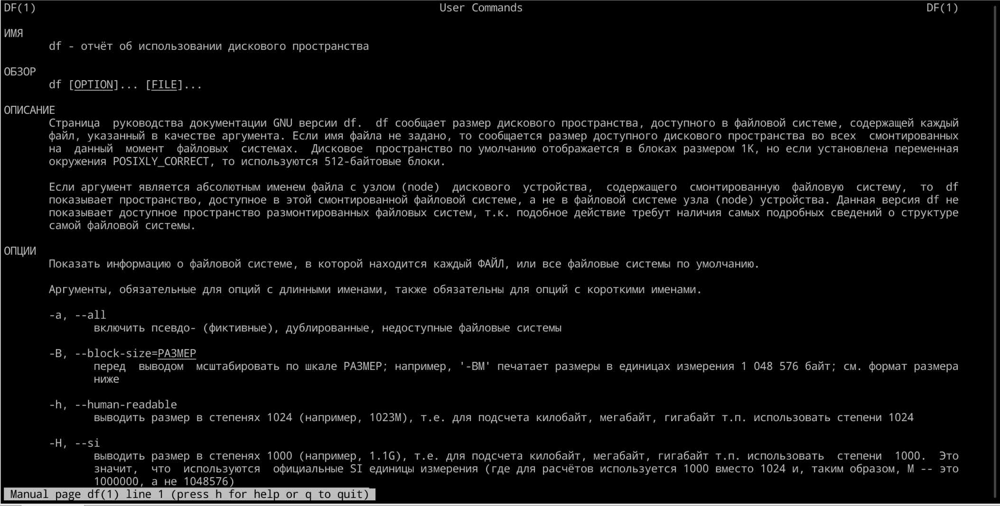 DF(1) User Commands DF(1)
ИМЯ
df - отчёт об использовании дискового пространства
ОБЗОР
df [OPTION]... [FILE]...
ОПИСАНИЕ
Страница руководства документации GNU версии df. df сообщает размер дискового пространства, доступного в файловой системе, содержащей каждый
файл, указанный в качестве аргумента. Если имя файла не задано, то сообщается размер доступного дискового пространства во всех смонтированных
на данный момент файловых системах. Дисковое пространство по умолчанию отображается в блоках размером 1K, но если установлена переменная
окружения POSIXLY_CORRECT, то используются 512-байтовые блоки.
Если аргумент является абсолютным именем файла с узлом (node) дискового устройства, содержащего смонтированную файловую систему, то df
показывает пространство, доступное в этой смонтированной файловой системе, а не в файловой системе узла (node) устройства. Данная версия df не
показывает доступное пространство размонтированных файловых систем, т.к. подобное действие требут наличия самых подробных сведений о структуре
самой файловой системы.
ОПЦИИ
Показать информацию о файловой системе, в которой находится каждый ФАЙЛ, или все файловые системы по умолчанию.
Аргументы, обязательные для опций с длинными именами, также обязательны для опций с короткими именами.
-a, --all
включить псевдо- (фиктивные), дублированные, недоступные файловые системы
-B, --block-size=РАЗМЕР
перед выводом мсштабировать по шкале РАЗМЕР; например, '-BM' печатает размеры в единицах измерения 1 048 576 байт; см. формат размера
ниже
-h, --human-readable
выводить размер в степенях 1024 (например, 1023M), т.е. для подсчета килобайт, мегабайт, гигабайт т.п. использовать степени 1024
-H, --si
выводить размер в степенях 1000 (например, 1.1G), т.е. для подсчета килобайт, мегабайт, гигабайт т.п. использовать степени 1000. Это
значит, что используются официальные SI единицы измерения (где для расчётов используется 1000 вместо 1024 и, таким образом, M -- это
1000000, а не 1048576)
Manual page df(1) line 1 (press h for help or q to quit)